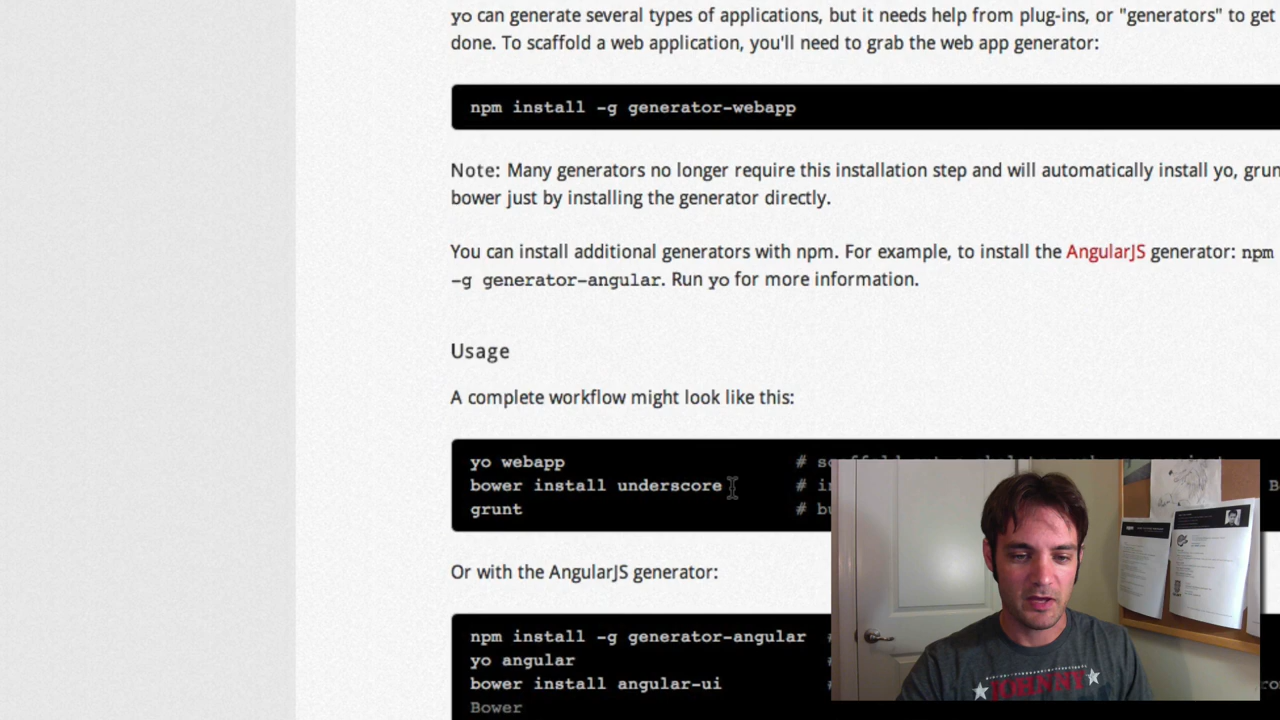 yo can generate several types of applications, but it needs help from plug-ins, or "generators" to get
done. To scaffold a web application, you'll need to grab the web app generator:
npm install -g generator-webapp
Note: Many generators no longer require this installation step and will automatically install yo, grun
bower just by installing the generator directly.
You can install additional generators with npm. For example, to install the AngularJS generator: npm
-g generator-angular. Run yo for more information.
Usage
A complete workflow might look like this:
yo webapp #
bower install underscore # B
grunt #
Or with the AngularJS generator:
npm install -g generator-angular #
yo angular #
bower install angular-ui #
Bower
JOHNNY